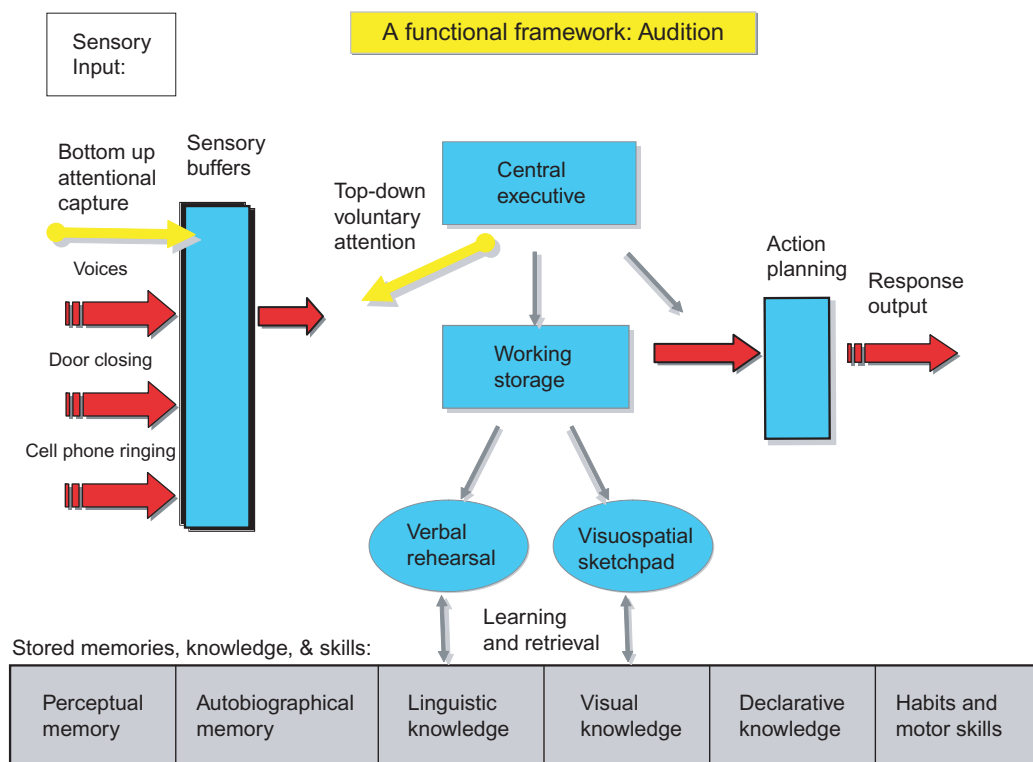 Sensory
Input:
A functional framework: Audition
Bottom up
attentional
capture
Sensory
buffers
Voices
Door closing
Cell phone ringing
Top-down
voluntary
attention
Central
executive
Working
storage
Action
planning
Response
output
Verbal
rehearsal
Visuospatial
sketchpad
Learning
and retrieval
Stored memories, knowledge, & skills:
Perceptual
memory
Autobiographical
memory
Linguistic
knowledge
Visual
knowledge
Declarative
knowledge
Habits and
motor skills